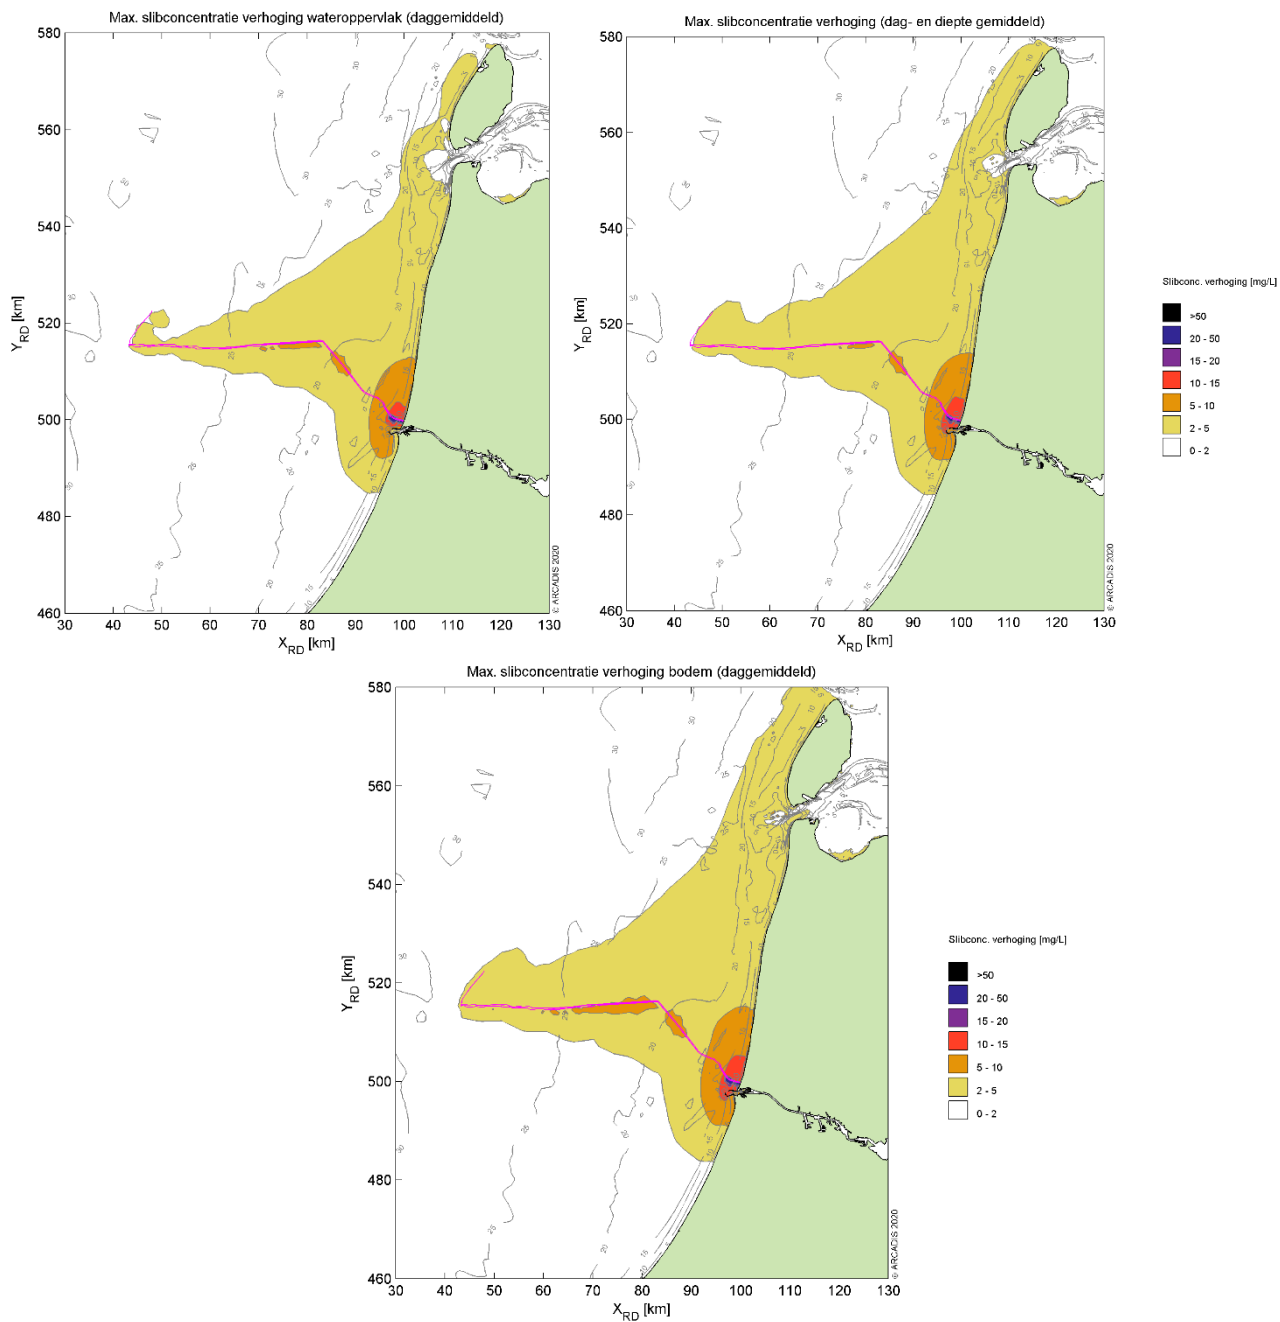 Max. slibconcentratie verhoging wateroppervlak (daggemiddeld)
580
560
540
520
500
480
460
Y_RD [km]
30 40 50 60 70 80 90 100 110 120 130
X_RD [km]
© ARCADIS 2020
Max. slibconcentratie verhoging (dag- en diepte gemiddeld)
580
560
540
520
500
480
460
Y_RD [km]
30 40 50 60 70 80 90 100 110 120 130
X_RD [km]
© ARCADIS 2020
Slibconc. verhoging [mg/L]
>50
20 - 50
15 - 20
10 - 15
5 - 10
2 - 5
0 - 2
Max. slibconcentratie verhoging bodem (daggemiddeld)
580
560
540
520
500
480
460
Y_RD [km]
30 40 50 60 70 80 90 100 110 120 130
X_RD [km]
© ARCADIS 2020
Slibconc. verhoging [mg/L]
>50
20 - 50
15 - 20
10 - 15
5 - 10
2 - 5
0 - 2